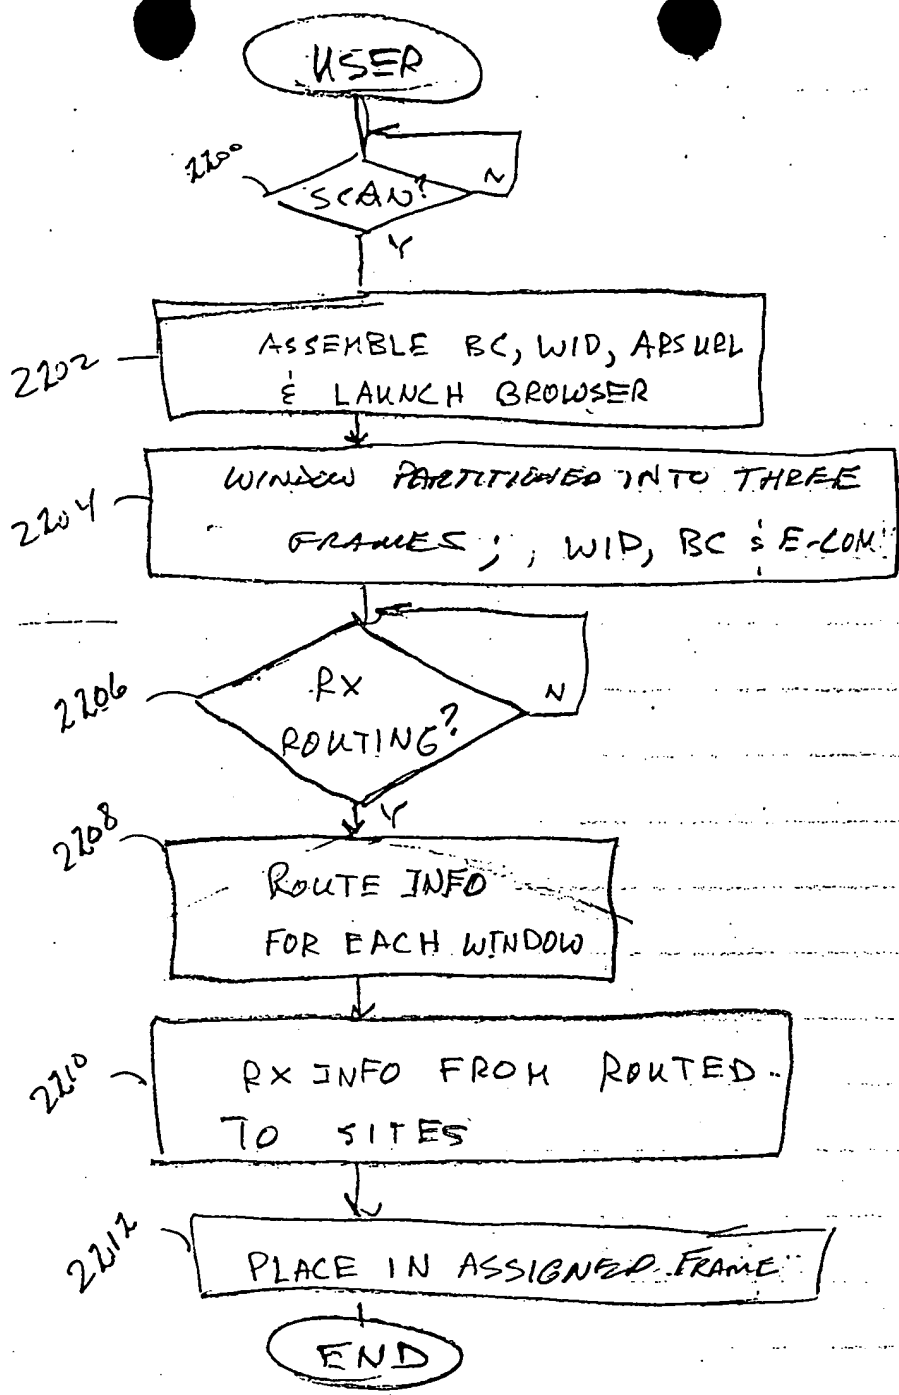 USER
2200
SCAN?
N
Y
2202
ASSEMBLE BC, WID, ARSURL
& LAUNCH BROWSER
2204
WINDOW PARTITIONED INTO THREE
FRAMES; , WID, BC & E-COM
2206
RX
ROUTING?
N
Y
2208
ROUTE INFO
FOR EACH WINDOW
2210
RX INFO FROM ROUTED
TO SITES
2212
PLACE IN ASSIGNED FRAME
END